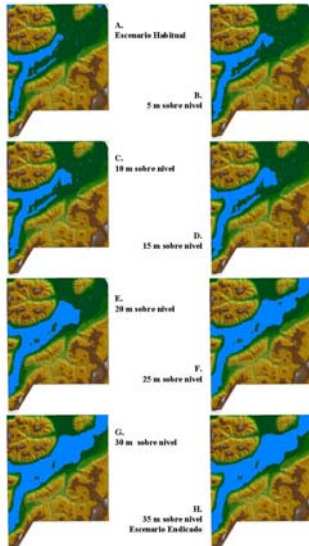 A.
Escenario Habitual
B.
5 m sobre nivel
C.
10 m sobre nivel
D.
15 m sobre nivel
E.
20 m sobre nivel
F.
25 m sobre nivel
G.
30 m sobre nivel
H.
35 m sobre nivel
Escenario Endicado